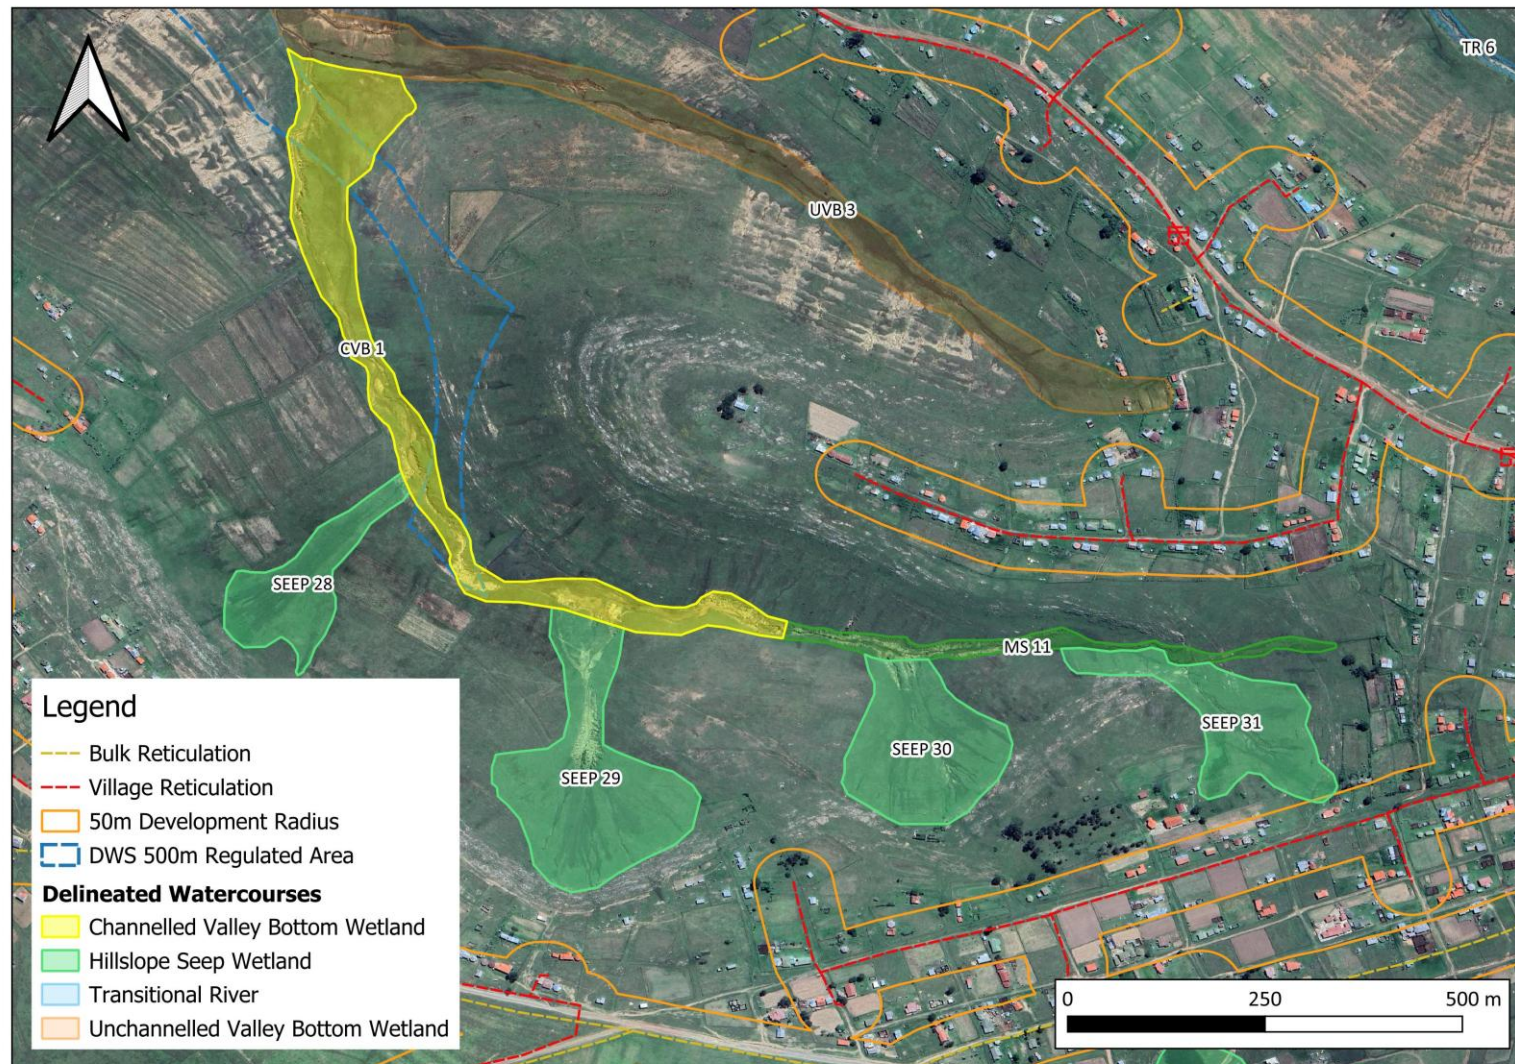 TR 6
UVB 3
CVB 1
SEEP 28
MS 11
SEEP 31
SEEP 30
SEEP 29
Legend
Bulk Reticulation
Village Reticulation
50m Development Radius
DWS 500m Regulated Area
Delineated Watercourses
Channelled Valley Bottom Wetland
Hillslope Seep Wetland
Transitional River
Unchannelled Valley Bottom Wetland
0 250 500 m